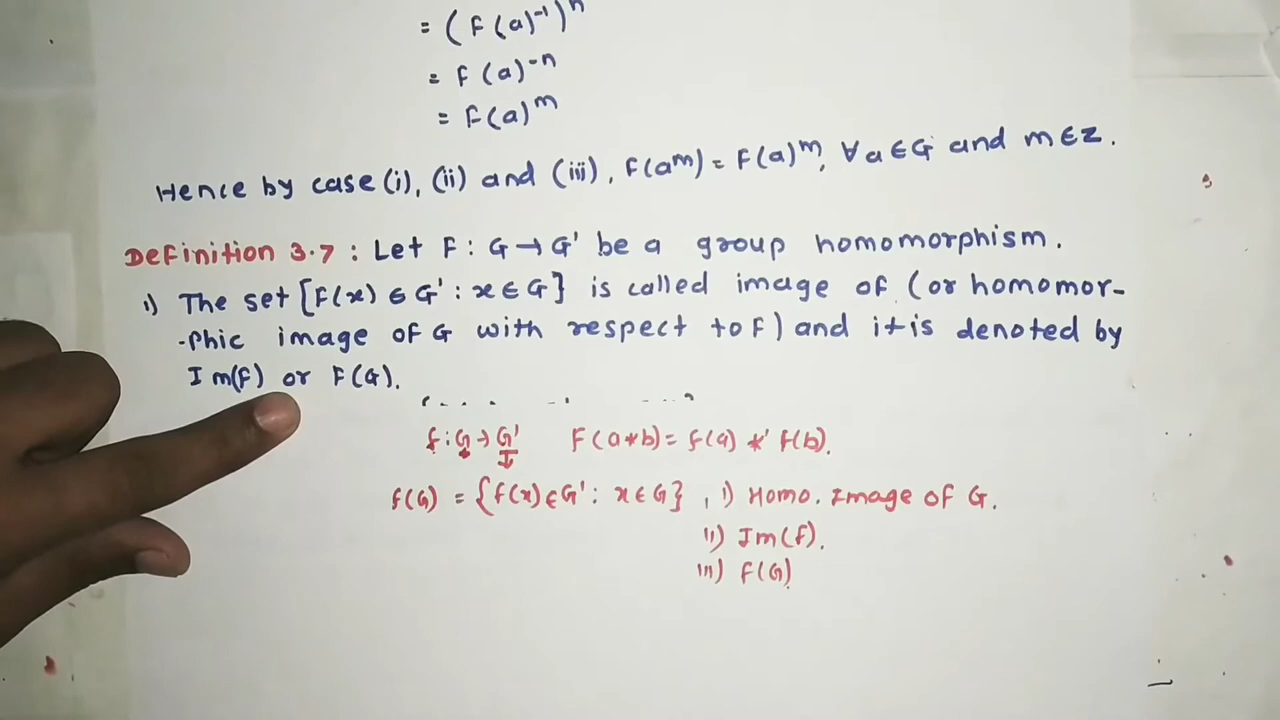 = (F(a)⁻¹)ⁿ
= F(a)⁻ⁿ
= F(a)ᵐ
Hence by case (i), (ii) and (iii), F(aᵐ) = F(a)ᵐ, ∀ a ∈ G and m ∈ Z.
Definition 3.7 : Let F : G → G' be a group homomorphism.
i) The set [F(x) ∈ G' : x ∈ G} is called image of (or homomor-
-phic image of G with respect to F) and it is denoted by
Im(F) or F(G).
f : G → G' F(a*b) = f(a) *' f(b).
f(G) = {f(x) ∈ G' : x ∈ G} , i) Homo. Image of G.
ii) Im(f).
iii) F(G)